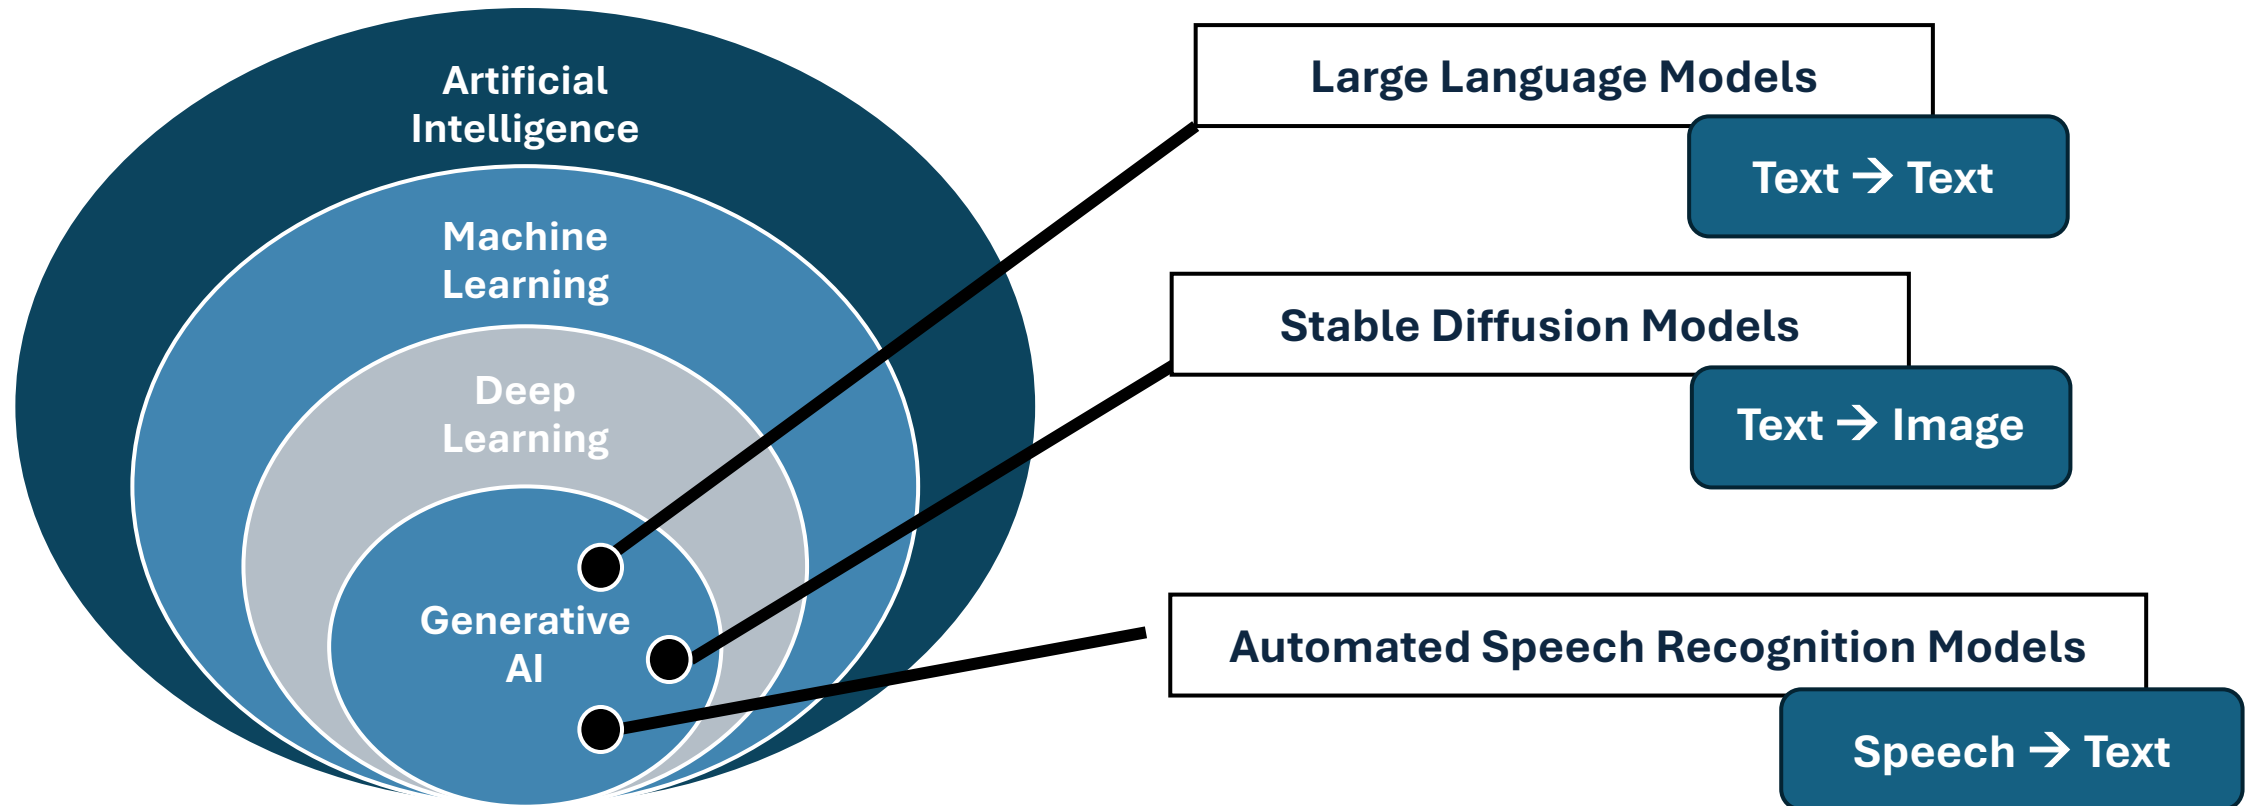 Artificial
Intelligence
Machine
Learning
Deep
Learning
Generative
AI
Large Language Models
Text → Text
Stable Diffusion Models
Text → Image
Automated Speech Recognition Models
Speech → Text